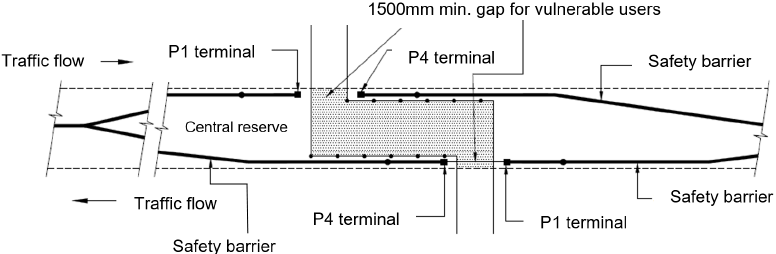 1500mm min. gap for vulnerable users
P1 terminal
P4 terminal
Traffic flow
Safety barrier
Central reserve
Traffic flow
P4 terminal
P1 terminal
Safety barrier
Safety barrier